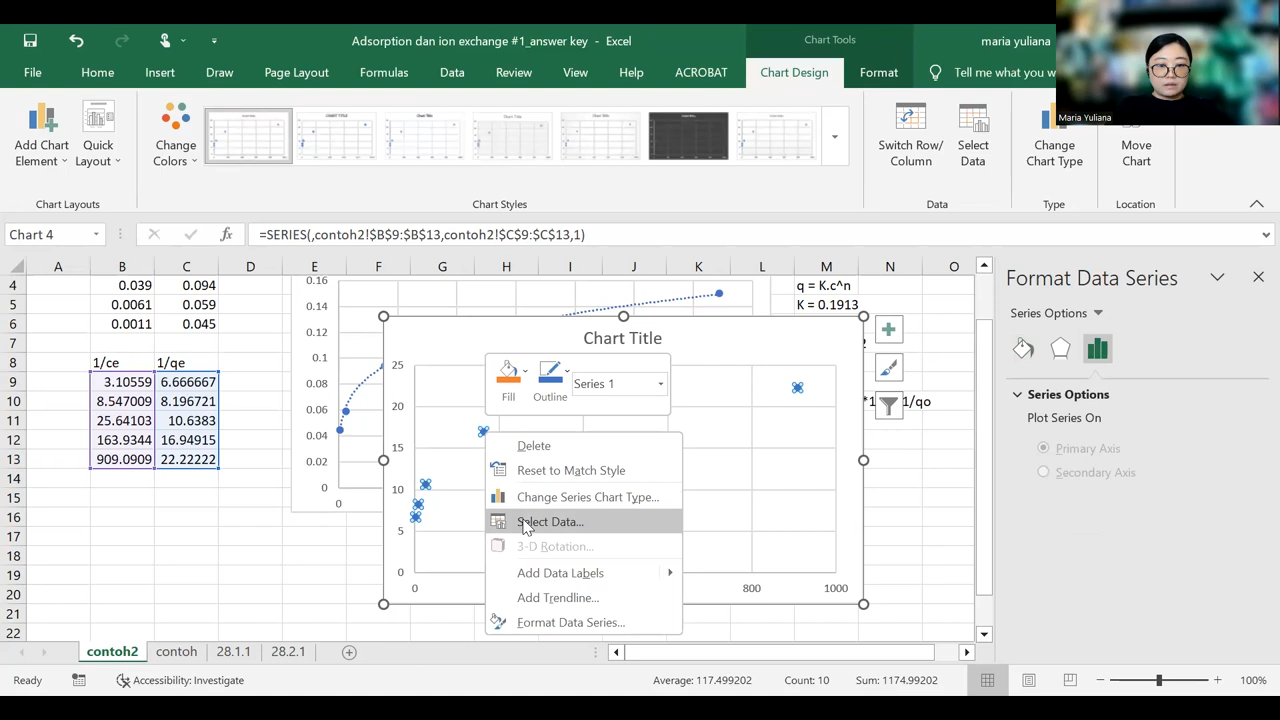 Adsorption dan ion exchange #1_answer key - Excel
Chart Tools
maria yuliana
File
Home
Insert
Draw
Page Layout
Formulas
Data
Review
View
Help
ACROBAT
Chart Design
Format
Tell me what you
Maria Yuliana
Add Chart
Element
Quick
Layout
Change
Colors
Switch Row/
Column
Select
Data
Change
Chart Type
Move
Chart
Chart Layouts
Chart Styles
Data
Type
Location
Chart 4
fx
=SERIES(,contoh2!$B$9:$B$13,contoh2!$C$9:$C$13,1)
A B C D E F G H I J K L M N O
4 0.039 0.094
5 0.0061 0.059
6 0.0011 0.045
7
8 1/ce 1/qe
9 3.10559 6.666667
10 8.547009 8.196721
11 25.64103 10.6383
12 163.9344 16.94915
13 909.0909 22.22222
14
15
16
17
18
19
20
21
22
0.16
0.14
0.12
0.1
0.08
0.06
0.04
0.02
0
0
q = K.c^n
K = 0.1913
1/qo
Chart Title
25
20
15
10
5
0
0
800
1000
Fill
Outline
Series 1
Delete
Reset to Match Style
Change Series Chart Type...
Select Data...
3-D Rotation...
Add Data Labels
Add Trendline...
Format Data Series...
Format Data Series
Series Options
Series Options
Plot Series On
Primary Axis
Secondary Axis
contoh2
contoh
28.1.1
28.2.1
Ready
Accessibility: Investigate
Average: 117.499202
Count: 10
Sum: 1174.99202
100%